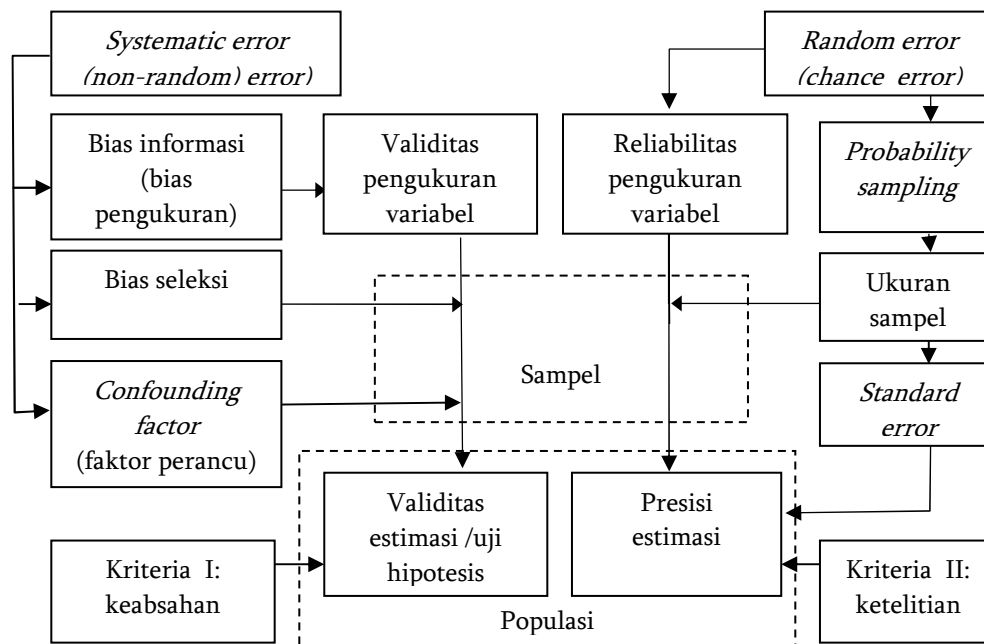 Systematic error
(non-random) error)
Random error
(chance error)
Bias informasi
(bias
pengukuran)
Validitas
pengukuran
variabel
Reliabilitas
pengukuran
variabel
Probability
sampling
Bias seleksi
Ukuran
sampel
Sampel
Confounding
factor
(faktor perancu)
Standard
error
Validitas
estimasi /uji
hipotesis
Presisi
estimasi
Kriteria I:
keabsahan
Kriteria II:
ketelitian
Populasi